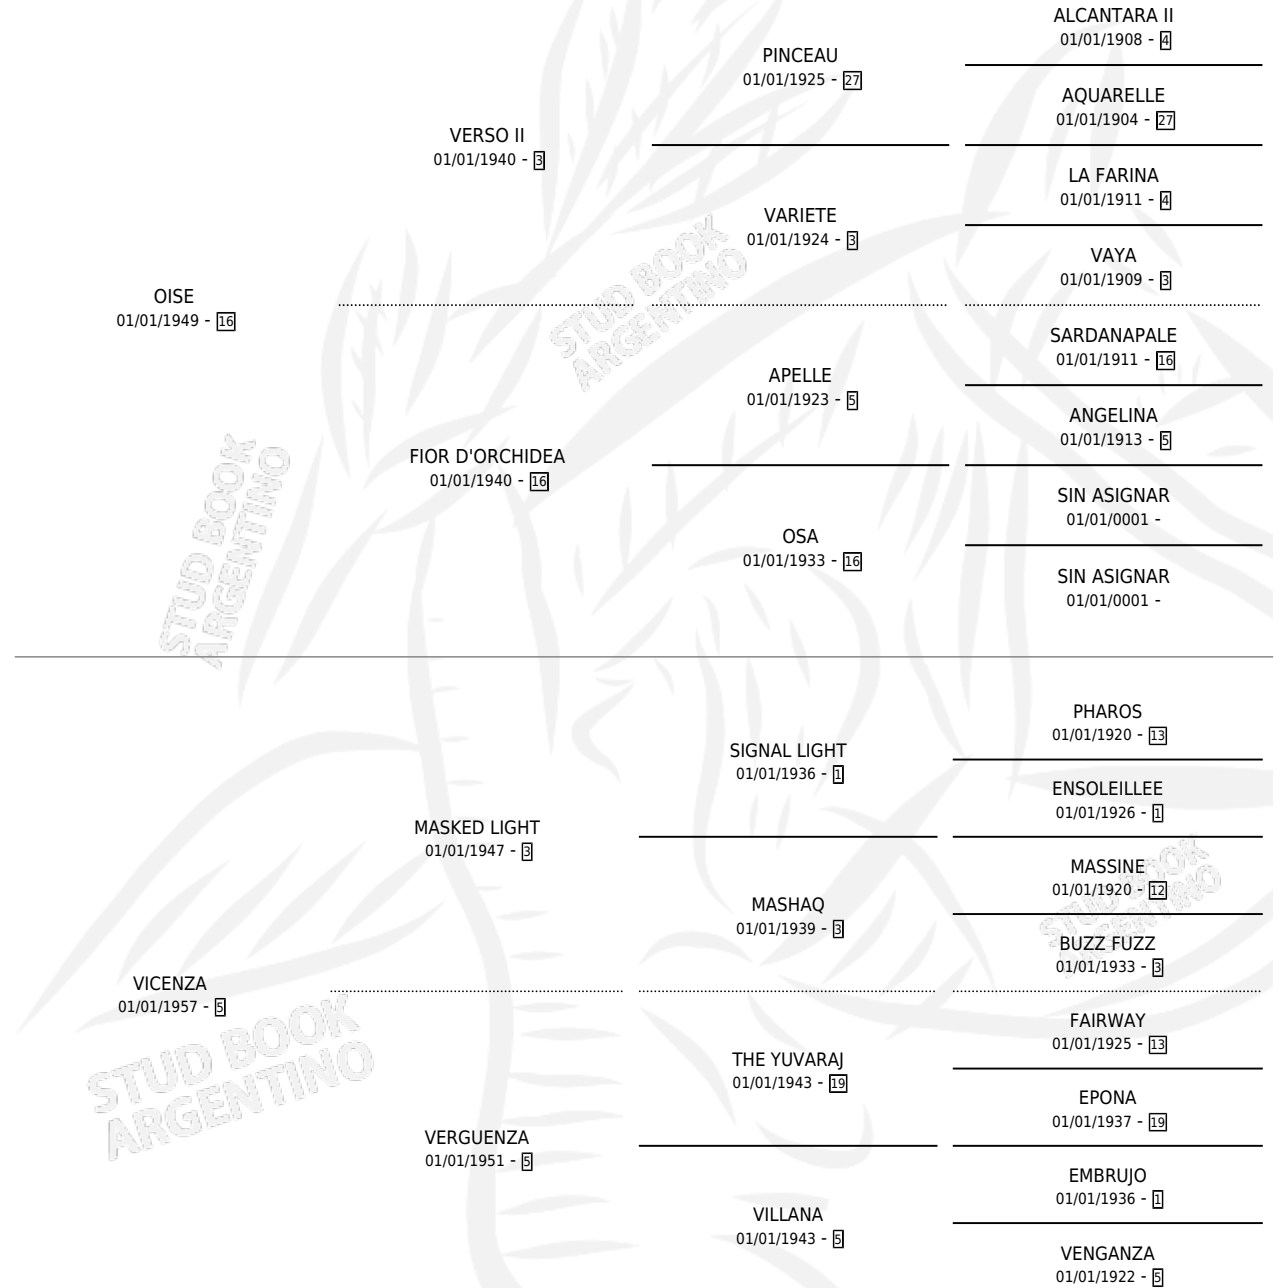 ALCANTARA II
01/01/1908 - 4
PINCEAU
01/01/1925 - 27
AQUARELLE
01/01/1904 - 27
VERSO II
01/01/1940 - 3
LA FARINA
01/01/1911 - 4
VARIETE
01/01/1924 - 3
VAYA
01/01/1909 - 3
OISE
01/01/1949 - 16
SARDANAPALE
01/01/1911 - 16
APELLE
01/01/1923 - 5
ANGELINA
01/01/1913 - 5
FIOR D'ORCHIDEA
01/01/1940 - 16
SIN ASIGNAR
01/01/0001 -
OSA
01/01/1933 - 16
SIN ASIGNAR
01/01/0001 -
PHAROS
01/01/1920 - 13
SIGNAL LIGHT
01/01/1936 - 1
ENSOLEILLEE
01/01/1926 - 1
MASKED LIGHT
01/01/1947 - 3
MASSINE
01/01/1920 - 12
MASHAQ
01/01/1939 - 3
BUZZ FUZZ
01/01/1933 - 3
VICENZA
01/01/1957 - 5
FAIRWAY
01/01/1925 - 13
THE YUVARAJ
01/01/1943 - 19
EPONA
01/01/1937 - 19
VERGUENZA
01/01/1951 - 5
EMBRUJO
01/01/1936 - 1
VILLANA
01/01/1943 - 5
VENGANZA
01/01/1922 - 5
STUD BOOK
ARGENTINO
STUD BOOK
ARGENTINO
STUD BOOK
ARGENTINO
STUD BOOK
ARGENTINO